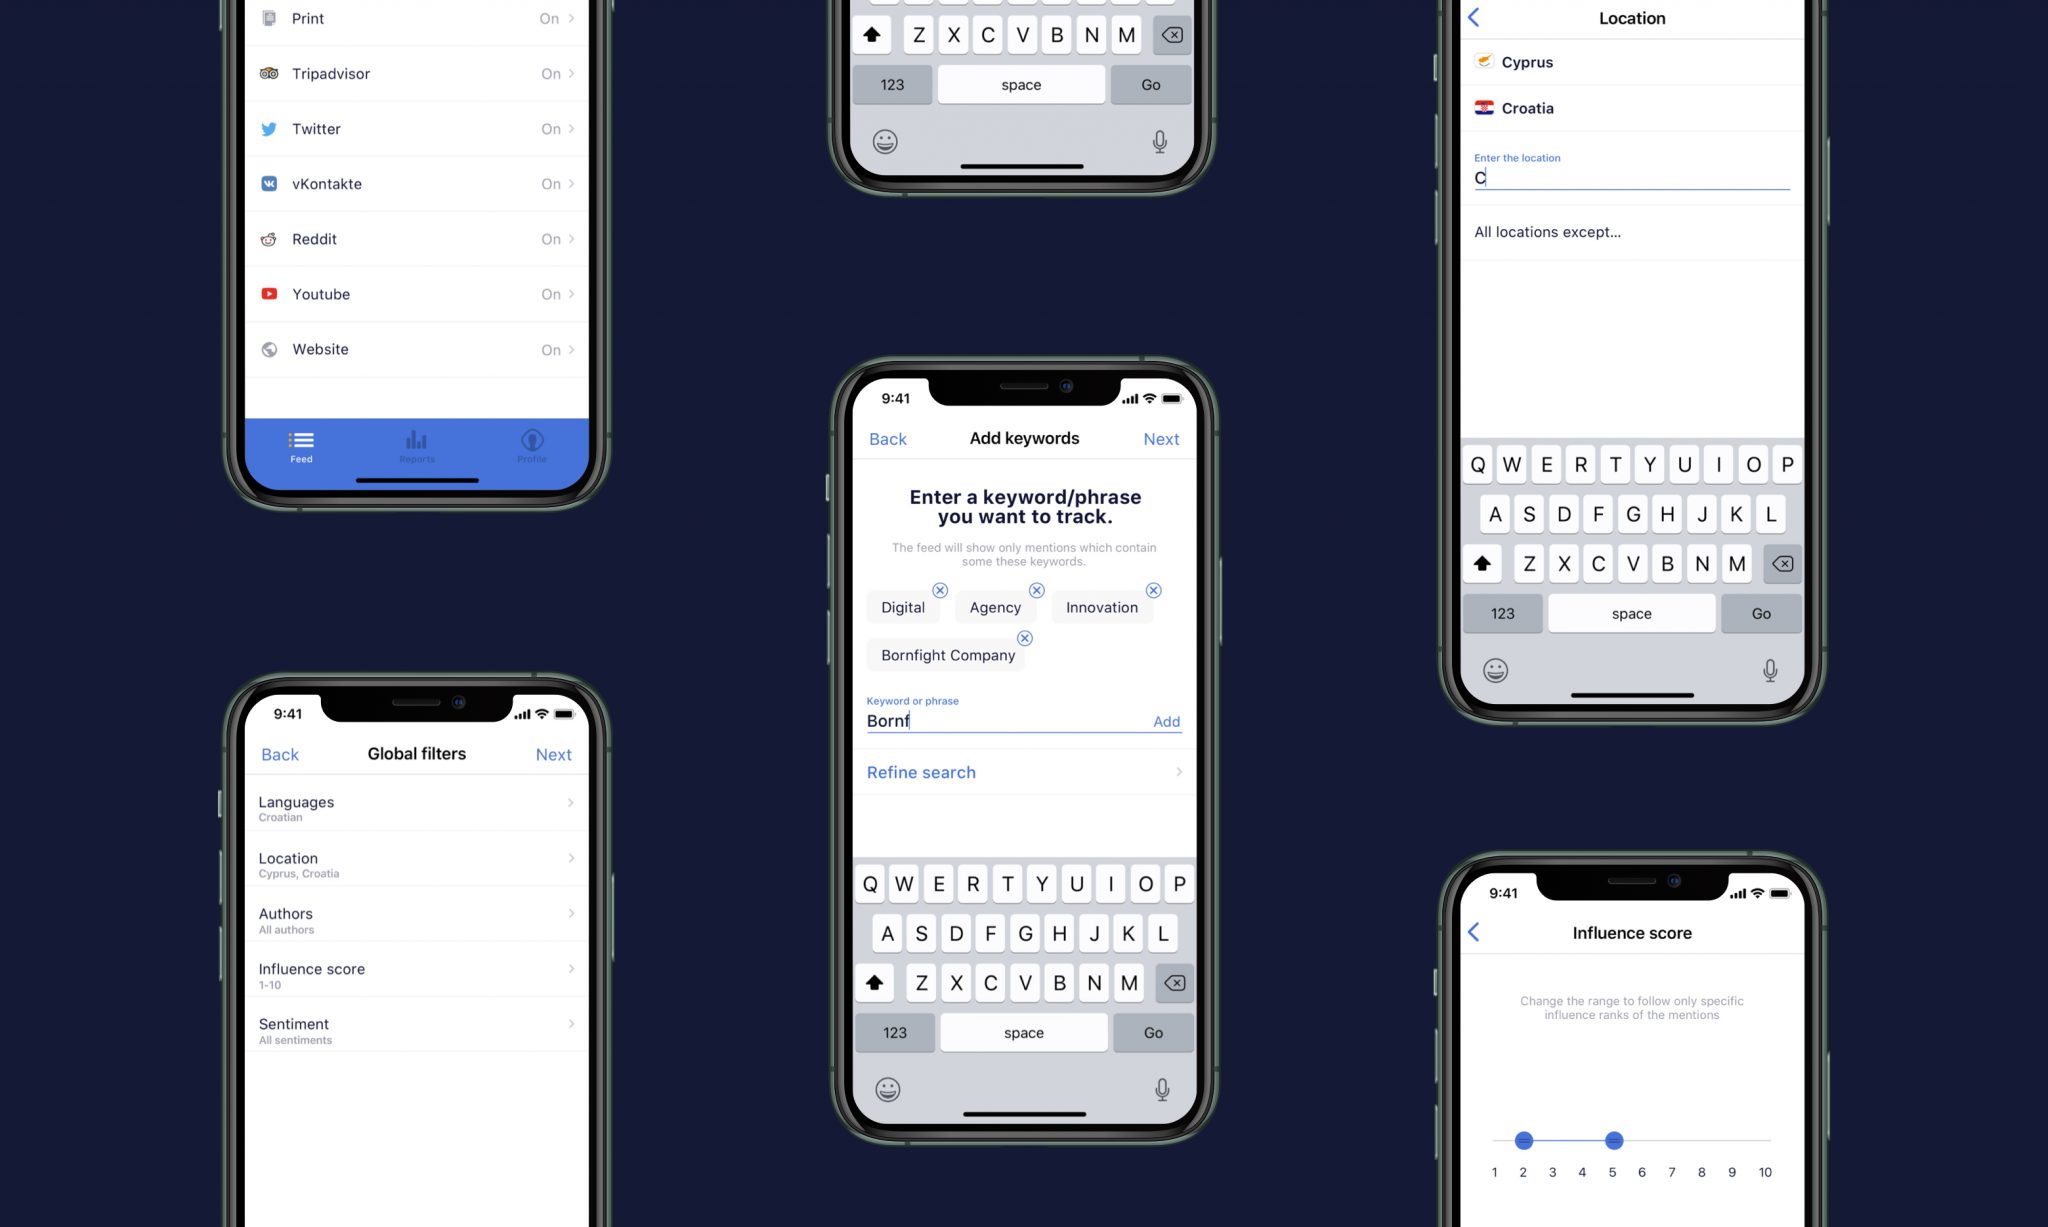 Print On
Tripadvisor On
Twitter On
vKontakte On
Reddit On
Youtube On
Website On
Feed Reports Profile
9:41
Back Global filters Next
Languages
Croatian
Location
Cyprus, Croatia
Authors
All authors
Influence score
1-10
Sentiment
All sentiments
Z X C V B N M
123 space Go
9:41
Back Add keywords Next
Enter a keyword/phrase
you want to track.
The feed will show only mentions which contain
some these keywords.
Digital Agency Innovation
Bornfight Company
Keyword or phrase
Bornf Add
Refine search
Q W E R T Y U I O P
A S D F G H J K L
Z X C V B N M
123 space Go
Location
Cyprus
Croatia
Enter the location
C
All locations except...
Q W E R T Y U I O P
A S D F G H J K L
Z X C V B N M
123 space Go
9:41
Influence score
Change the range to follow only specific
influence ranks of the mentions
1 2 3 4 5 6 7 8 9 10